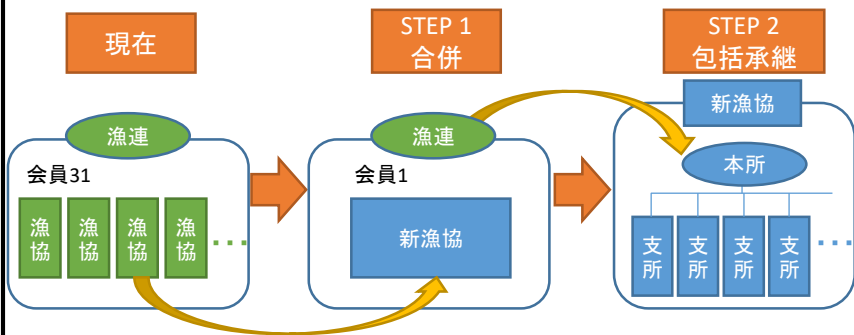 現在
STEP 1
合併
STEP 2
包括承継
漁連
会員31
漁協
漁協
漁協
漁協
…
漁連
会員1
新漁協
新漁協
本所
支所
支所
支所
支所
…